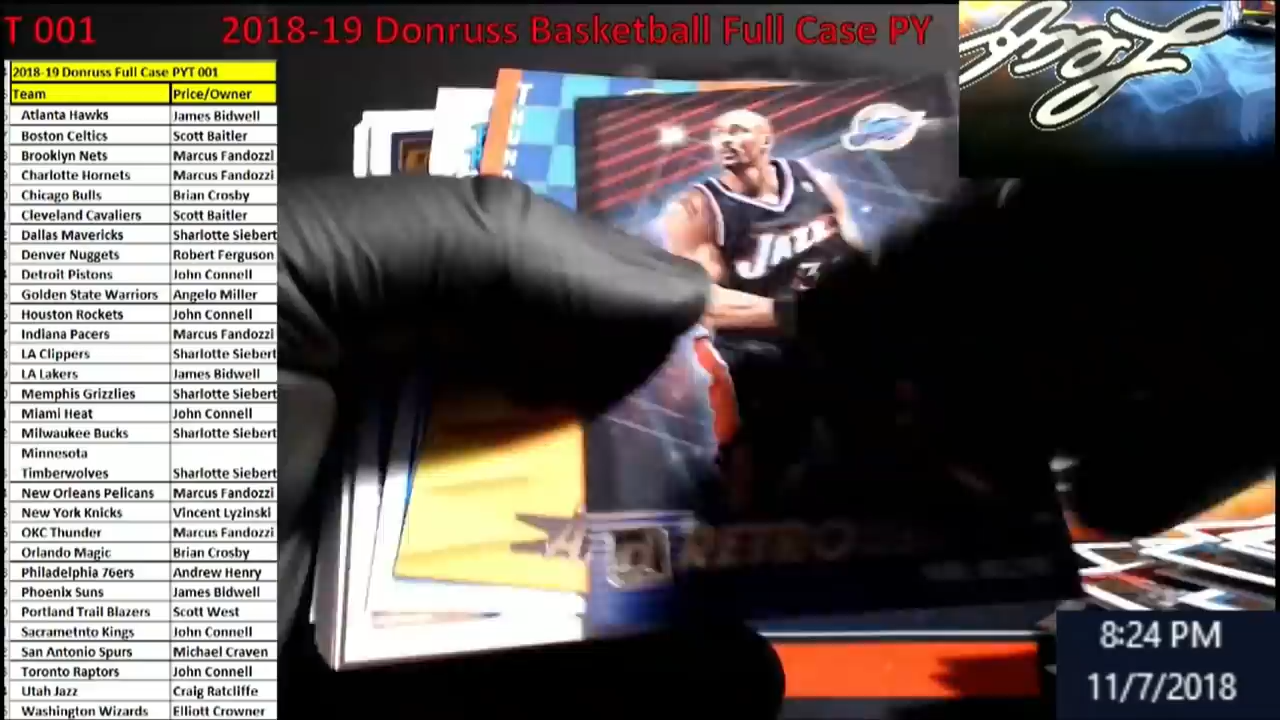 T 001 2018-19 Donruss Basketball Full Case PY
2018-19 Donruss Full Case PYT 001
Team Price/Owner
Atlanta Hawks James Bidwell
Boston Celtics Scott Baitler
Brooklyn Nets Marcus Fandozzi
Charlotte Hornets Marcus Fandozzi
Chicago Bulls Brian Crosby
Cleveland Cavaliers Scott Baitler
Dallas Mavericks Sharlotte Siebert
Denver Nuggets Robert Ferguson
Detroit Pistons John Connell
Golden State Warriors Angelo Miller
Houston Rockets John Connell
Indiana Pacers Marcus Fandozzi
LA Clippers Sharlotte Siebert
LA Lakers James Bidwell
Memphis Grizzlies Sharlotte Siebert
Miami Heat John Connell
Milwaukee Bucks Sharlotte Siebert
Minnesota
Timberwolves Sharlotte Siebert
New Orleans Pelicans Marcus Fandozzi
New York Knicks Vincent Lyzinski
OKC Thunder Marcus Fandozzi
Orlando Magic Brian Crosby
Philadelphia 76ers Andrew Henry
Phoenix Suns James Bidwell
Portland Trail Blazers Scott West
Sacrametnto Kings John Connell
San Antonio Spurs Michael Craven
Toronto Raptors John Connell
Utah Jazz Craig Ratcliffe
Washington Wizards Elliott Crowner
THUN
JAZZ
3
RETRO
8:24 PM
11/7/2018